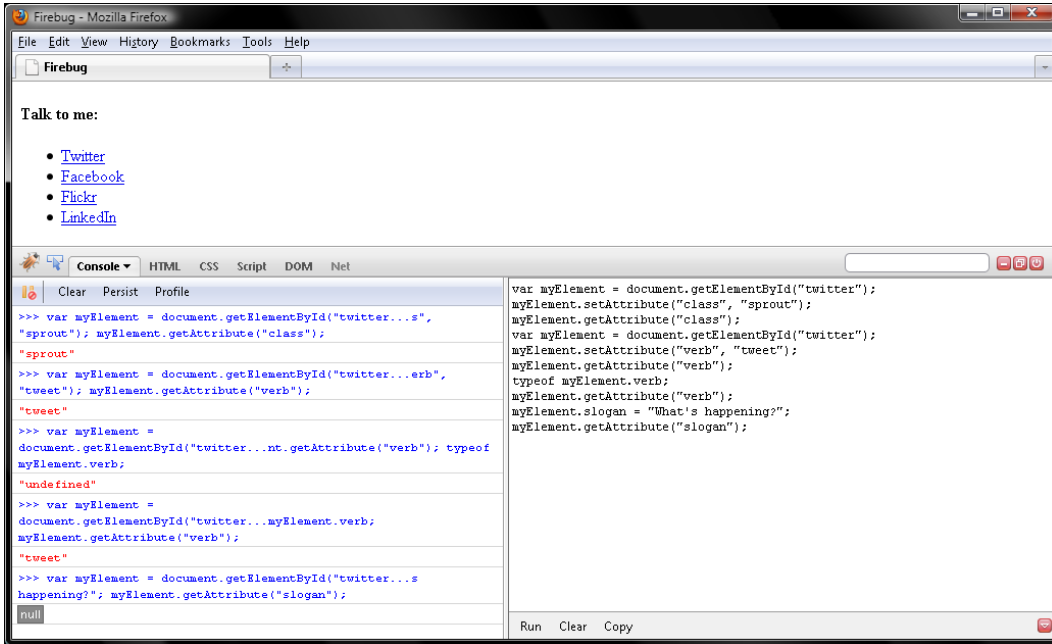 Firebug - Mozilla Firefox
File Edit View History Bookmarks Tools Help
Firebug
Talk to me:
Twitter
Facebook
Flickr
LinkedIn
Console HTML CSS Script DOM Net
Clear Persist Profile
>>> var myElement = document.getElementById("twitter...s",
"sprout"); myElement.getAttribute("class");
"sprout"
>>> var myElement = document.getElementById("twitter...erb",
"tweet"); myElement.getAttribute("verb");
"tweet"
>>> var myElement =
document.getElementById("twitter...nt.getAttribute("verb"); typeof
myElement.verb;
"undefined"
>>> var myElement =
document.getElementById("twitter...myElement.verb;
myElement.getAttribute("verb");
"tweet"
>>> var myElement = document.getElementById("twitter...s
happening?"; myElement.getAttribute("slogan");
null
var myElement = document.getElementById("twitter");
myElement.setAttribute("class", "sprout");
myElement.getAttribute("class");
var myElement = document.getElementById("twitter");
myElement.setAttribute("verb", "tweet");
myElement.getAttribute("verb");
typeof myElement.verb;
myElement.getAttribute("verb");
myElement.slogan = "What's happening?";
myElement.getAttribute("slogan");
Run Clear Copy